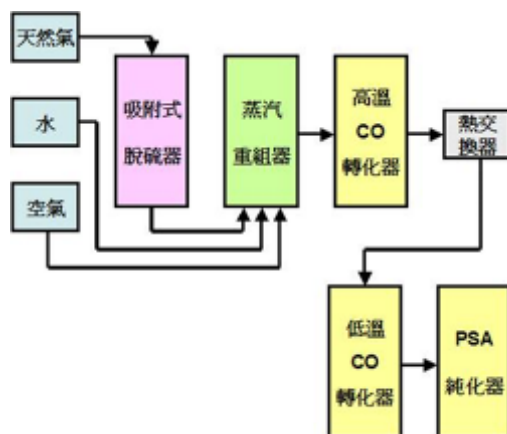 天然氣
水
空氣
吸附式
脫硫器
蒸汽
重組器
高溫
CO
轉化器
熱交
換器
低溫
CO
轉化器
PSA
純化器